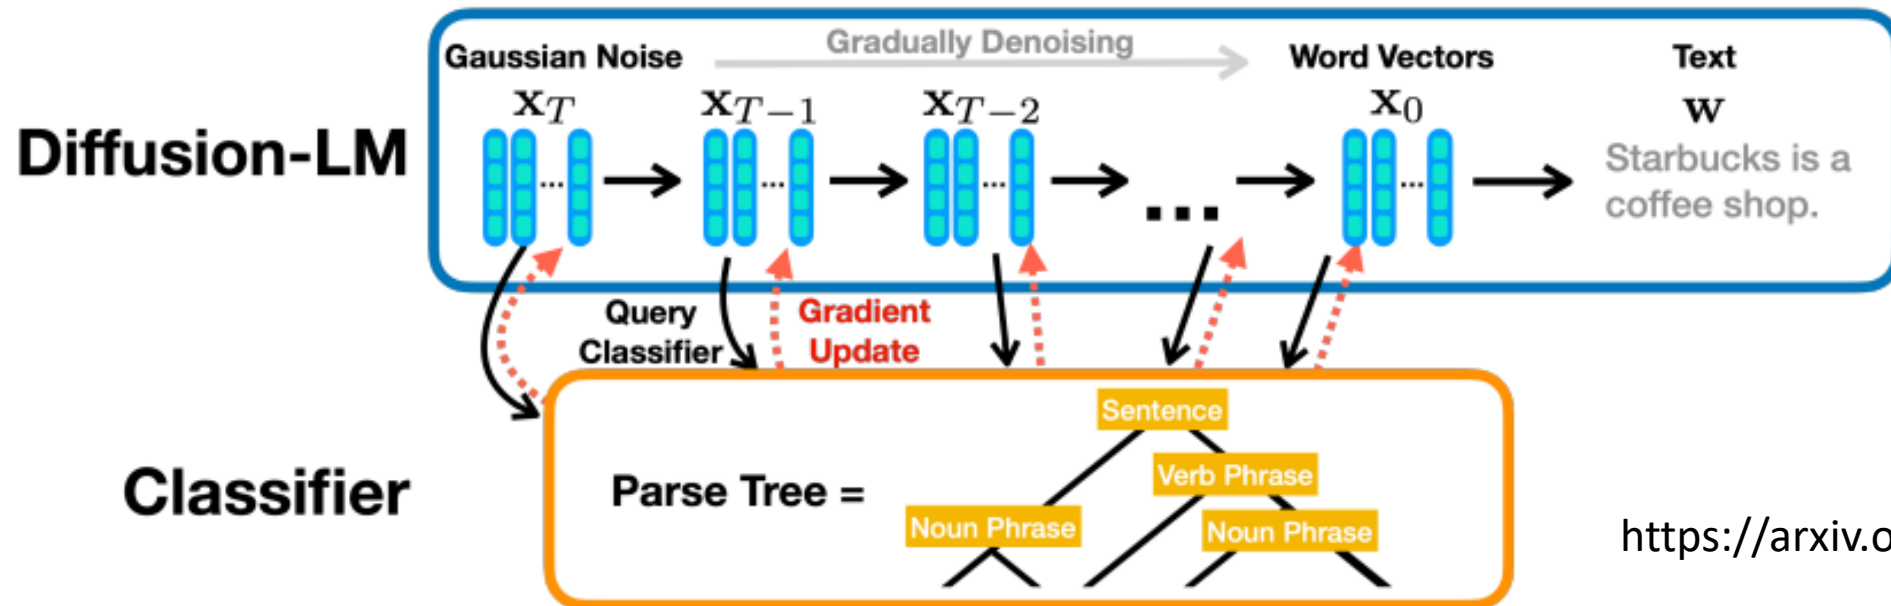 Gradually Denoising
Gaussian Noise
Word Vectors
Text
x_T
x_{T-1}
x_{T-2}
x_0
w
Diffusion-LM
...
...
...
...
...
Starbucks is a
coffee shop.
Query
Classifier
Gradient
Update
Sentence
Verb Phrase
Classifier
Parse Tree =
Noun Phrase
Noun Phrase
https://arxiv.o